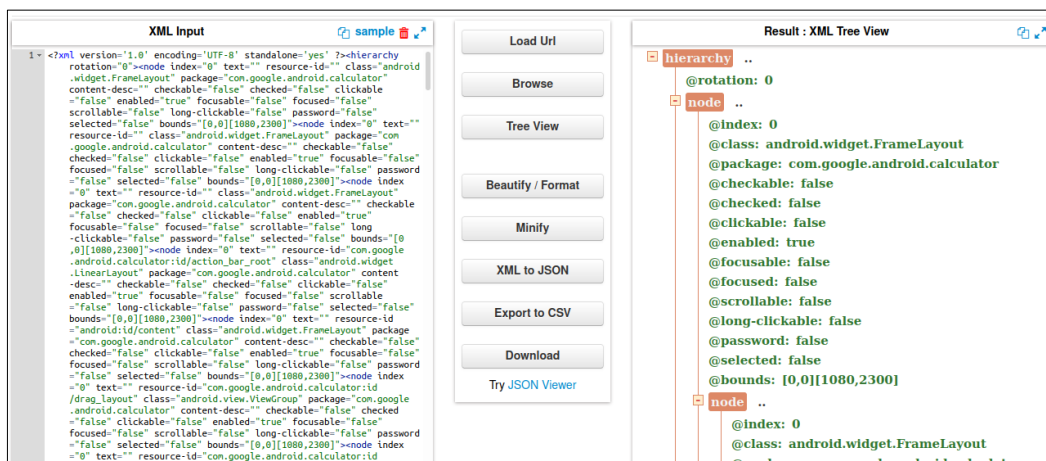 XML Input
sample
1
<?xml version='1.0' encoding='UTF-8' standalone='yes' ?><hierarchy
rotation="0"><node index="0" text="" resource-id="" class="android
.widget.FrameLayout" package="com.google.android.calculator"
content-desc="" checkable="false" checked="false" clickable
="false" enabled="true" focusable="false" focused="false"
scrollable="false" long-clickable="false" password="false"
selected="false" bounds="[0,0][1080,2300]"><node index="0" text=""
resource-id="" class="android.widget.FrameLayout" package="com
.google.android.calculator" content-desc="" checkable="false"
checked="false" clickable="false" enabled="true" focusable="false"
focused="false" scrollable="false" long-clickable="false" password
="false" selected="false" bounds="[0,0][1080,2300]"><node index
="0" text="" resource-id="" class="android.widget.FrameLayout"
package="com.google.android.calculator" content-desc="" checkable
="false" checked="false" clickable="false" enabled="true"
focusable="false" focused="false" scrollable="false" long
-clickable="false" password="false" selected="false" bounds="[0
,0][1080,2300]"><node index="0" text="" resource-id="com.google
.android.calculator:id/action_bar_root" class="android.widget
.LinearLayout" package="com.google.android.calculator" content
-desc="" checkable="false" checked="false" clickable="false"
enabled="true" focusable="false" focused="false" scrollable
="false" long-clickable="false" password="false" selected="false"
bounds="[0,0][1080,2300]"><node index="0" text="" resource-id
="android:id/content" class="android.widget.FrameLayout" package
="com.google.android.calculator" content-desc="" checkable="false"
checked="false" clickable="false" enabled="true" focusable="false"
focused="false" scrollable="false" long-clickable="false" password
="false" selected="false" bounds="[0,0][1080,2300]"><node index
="0" text="" resource-id="com.google.android.calculator:id
/drag_layout" class="android.view.ViewGroup" package="com.google
.android.calculator" content-desc="" checkable="false" checked
="false" clickable="false" enabled="true" focusable="false"
focused="false" scrollable="false" long-clickable="false" password
="false" selected="false" bounds="[0,0][1080,2300]"><node index
="0" text="" resource-id="com.google.android.calculator:id
Load Url
Browse
Tree View
Beautify / Format
Minify
XML to JSON
Export to CSV
Download
Try JSON Viewer
Result : XML Tree View
hierarchy ..
@rotation: 0
node ..
@index: 0
@class: android.widget.FrameLayout
@package: com.google.android.calculator
@checkable: false
@checked: false
@clickable: false
@enabled: true
@focusable: false
@focused: false
@scrollable: false
@long-clickable: false
@password: false
@selected: false
@bounds: [0,0][1080,2300]
node ..
@index: 0
@class: android.widget.FrameLayout